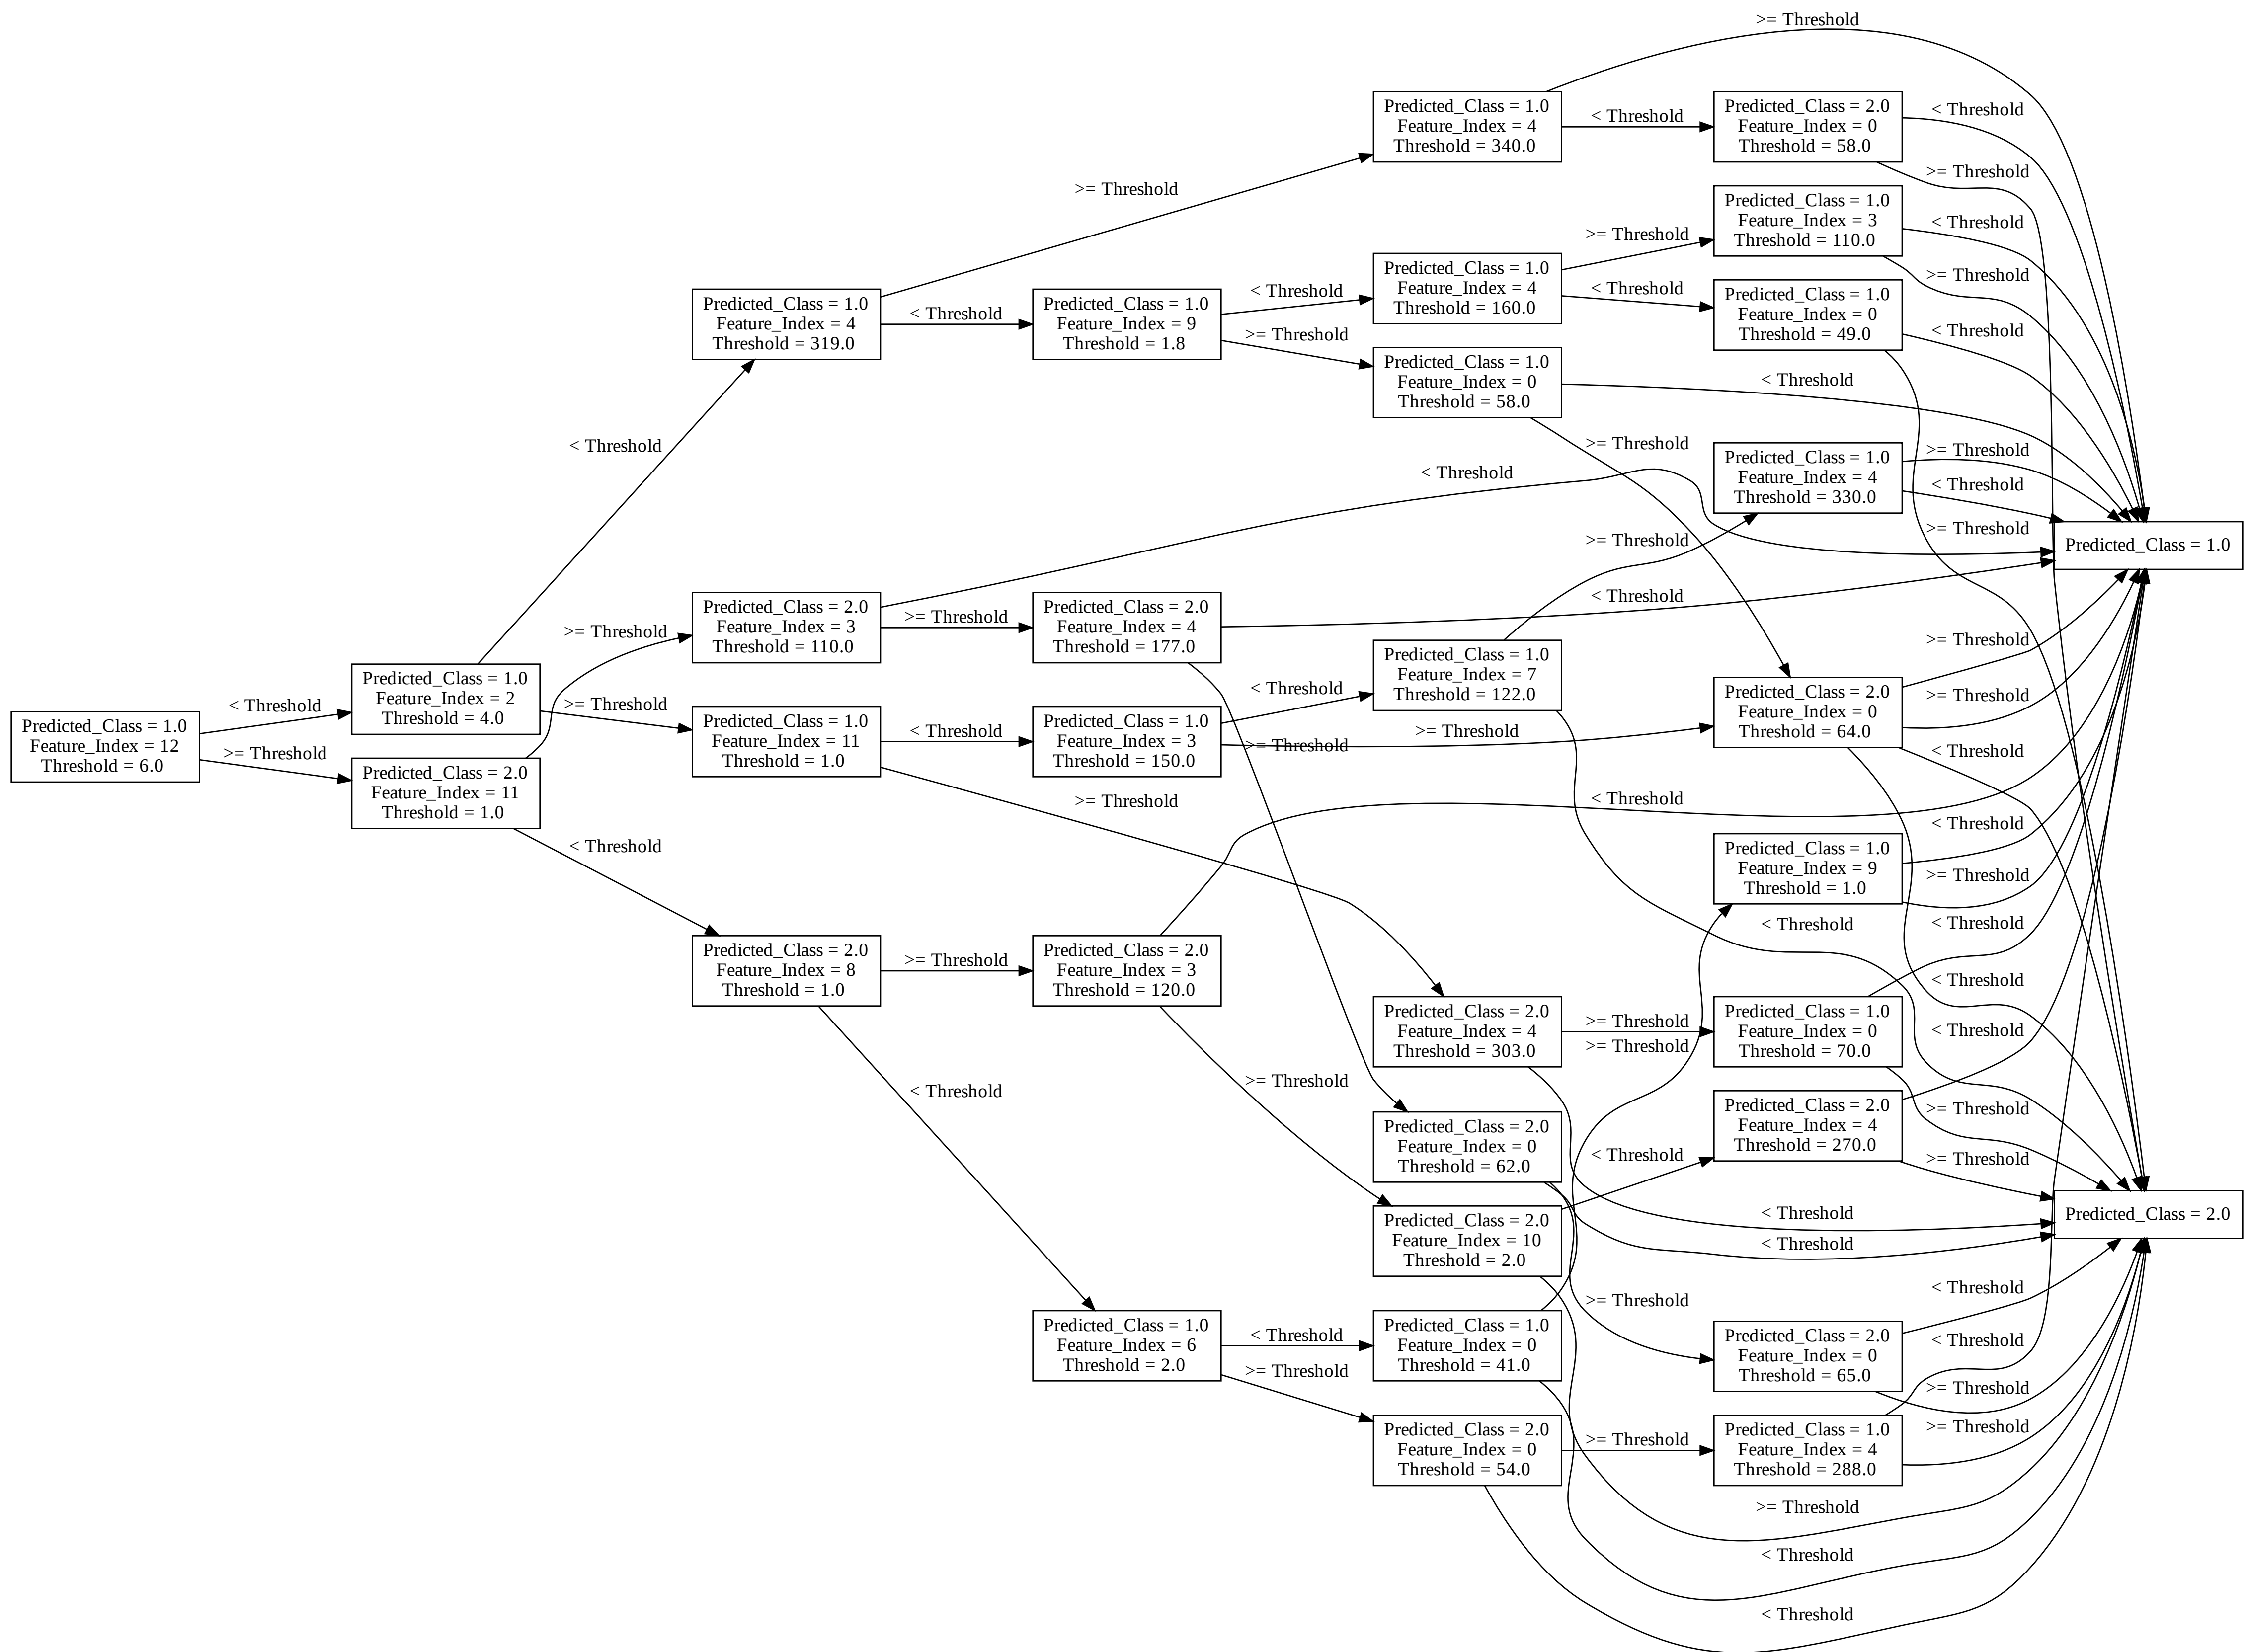 >= Threshold
Predicted_Class = 1.0
Feature_Index = 4
Threshold = 340.0
< Threshold
Predicted_Class = 2.0
Feature_Index = 0
Threshold = 58.0
< Threshold
>= Threshold
>= Threshold
Predicted_Class = 1.0
Feature_Index = 3
Threshold = 110.0
< Threshold
>= Threshold
>= Threshold
Predicted_Class = 1.0
Feature_Index = 4
Threshold = 319.0
< Threshold
Predicted_Class = 1.0
Feature_Index = 9
Threshold = 1.8
< Threshold
>= Threshold
Predicted_Class = 1.0
Feature_Index = 4
Threshold = 160.0
< Threshold
Predicted_Class = 1.0
Feature_Index = 0
Threshold = 49.0
< Threshold
Predicted_Class = 1.0
Feature_Index = 0
Threshold = 58.0
< Threshold
>= Threshold
< Threshold
< Threshold
Predicted_Class = 1.0
Feature_Index = 4
Threshold = 330.0
>= Threshold
< Threshold
>= Threshold
>= Threshold
Predicted_Class = 1.0
Predicted_Class = 2.0
Feature_Index = 3
Threshold = 110.0
>= Threshold
Predicted_Class = 2.0
Feature_Index = 4
Threshold = 177.0
< Threshold
>= Threshold
Predicted_Class = 1.0
Feature_Index = 12
Threshold = 6.0
< Threshold
>= Threshold
Predicted_Class = 1.0
Feature_Index = 2
Threshold = 4.0
>= Threshold
Predicted_Class = 2.0
Feature_Index = 11
Threshold = 1.0
< Threshold
Predicted_Class = 1.0
Feature_Index = 11
Threshold = 1.0
< Threshold
>= Threshold
Predicted_Class = 1.0
Feature_Index = 3
Threshold = 150.0
< Threshold
>= Threshold
>= Threshold
Predicted_Class = 1.0
Feature_Index = 7
Threshold = 122.0
Predicted_Class = 2.0
Feature_Index = 0
Threshold = 64.0
>= Threshold
>= Threshold
< Threshold
< Threshold
< Threshold
Predicted_Class = 1.0
Feature_Index = 9
Threshold = 1.0
>= Threshold
< Threshold
< Threshold
< Threshold
< Threshold
Predicted_Class = 2.0
Feature_Index = 8
Threshold = 1.0
>= Threshold
< Threshold
Predicted_Class = 2.0
Feature_Index = 3
Threshold = 120.0
>= Threshold
Predicted_Class = 2.0
Feature_Index = 4
Threshold = 303.0
>= Threshold
>= Threshold
Predicted_Class = 1.0
Feature_Index = 0
Threshold = 70.0
Predicted_Class = 2.0
Feature_Index = 0
Threshold = 62.0
< Threshold
Predicted_Class = 2.0
Feature_Index = 4
Threshold = 270.0
>= Threshold
>= Threshold
Predicted_Class = 2.0
Feature_Index = 10
Threshold = 2.0
< Threshold
< Threshold
Predicted_Class = 2.0
>= Threshold
< Threshold
Predicted_Class = 1.0
Feature_Index = 6
Threshold = 2.0
< Threshold
>= Threshold
Predicted_Class = 1.0
Feature_Index = 0
Threshold = 41.0
Predicted_Class = 2.0
Feature_Index = 0
Threshold = 65.0
< Threshold
>= Threshold
Predicted_Class = 2.0
Feature_Index = 0
Threshold = 54.0
>= Threshold
Predicted_Class = 1.0
Feature_Index = 4
Threshold = 288.0
>= Threshold
>= Threshold
< Threshold
< Threshold